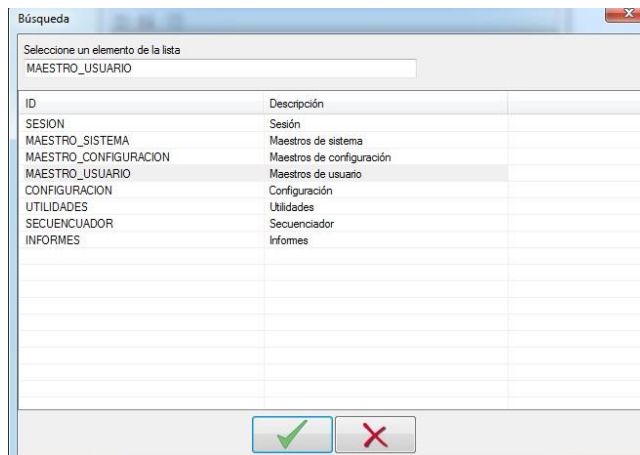 Búsqueda
Seleccione un elemento de la lista
MAESTRO_USUARIO
ID Descripción
SESION Sesión
MAESTRO_SISTEMA Maestros de sistema
MAESTRO_CONFIGURACION Maestros de configuración
MAESTRO_USUARIO Maestros de usuario
CONFIGURACION Configuración
UTILIDADES Utilidades
SECUENCUADOR Secuenciador
INFORMES Informes